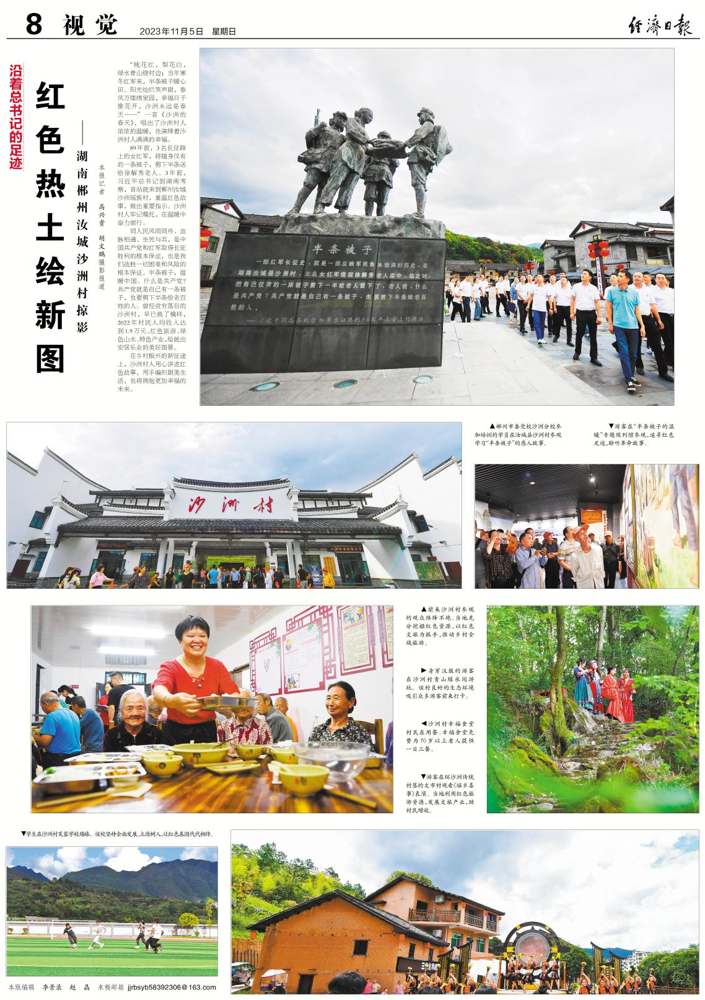 8 视觉
2023年11月5日 星期日
经济日报
沿着总书记的足迹
红色热土绘新图
——湖南郴州汝城沙洲村掠影
本报记者 高兴贵 胡文鹏摄影报道
“桃花红，梨花白，
绿水青山绕村边；当年寒
冬红军来，半条被子暖心
田。阳光灿烂笑声甜，春
风万缕绣家园，幸福日子
像花开，沙洲永远是春
天……”一首《沙洲的
春天》，唱出了沙洲村人
浓浓的温暖，也演绎着沙
洲村人满满的幸福。
89年前，3名长征路
上的女红军，将随身仅有
的一条被子，剪下半条送
给徐解秀老人。3年前，
习近平总书记到湖南考
察，首站就来到郴州汝城
沙洲瑶族村，重温红色故
事，做出重要指示。沙洲
村人牢记嘱托，在温暖中
奋力前行。
同人民风雨同舟、血
脉相通、生死与共，是中
国共产党和红军取得长征
胜利的根本保证，也是我
们战胜一切困难和风险的
根本保证。半条被子，温
暖中国。什么是共产党？
共产党就是自己有一条被
子，也要剪下半条给老百
姓的人。曾经贫穷落后的
沙洲村，早已换了模样，
2022年村民人均收入达
到1.9万元。红色旅游、绿
色山水、特色产业，绘就出
安居乐业的美好图景。
在乡村振兴的新征途
上，沙洲村人用心讲述红
色故事，用手编织甜美生
活，也将拥抱更加幸福的
未来。
半条被子
一部红军长征史，就是一部反映军民鱼水情深的历史。在
湖南汝城县沙洲村，三名女红军借宿徐解秀老人家中，临走时，
把自己仅有的一床被子剪下一半给老人留下了。老人说，什么
是共产党？共产党就是自己有一条被子，也要剪下半条给老百
姓的人。
——习近平同志在纪念红军长征胜利80周年大会上的讲话
▲郴州市委党校沙洲分校参
加培训的学员在汝城县沙洲村参观
学习“半条被子”的感人故事。
▼游客在“半条被子的温
暖”专题陈列馆参观，追寻红色
足迹，聆听革命故事。
沙洲村
▲前来沙洲村参观
的观众络绎不绝。当地充
分挖掘红色资源，以红色
文旅为抓手，推动乡村全
域旅游。
▶身穿汉服的游客
在沙洲村青山绿水间游
玩。该村良好的生态环境
吸引众多游客前来打卡。
◀沙洲村幸福食堂
村民在用餐。幸福食堂免
费为70岁以上老人提供
一日三餐。
▼游客在环沙洲传统
村落的文市村观看《瑶乡喜
事》表演。当地利用红色旅
游资源，发展文旅产业，助
村民增收。
▼学生在沙洲村芙蓉学校踢球。该校坚持全面发展、立德树人，让红色基因代代相传。
本版编辑 李景录 赵晶 来稿邮箱 jjrbsyb58392306@163.com